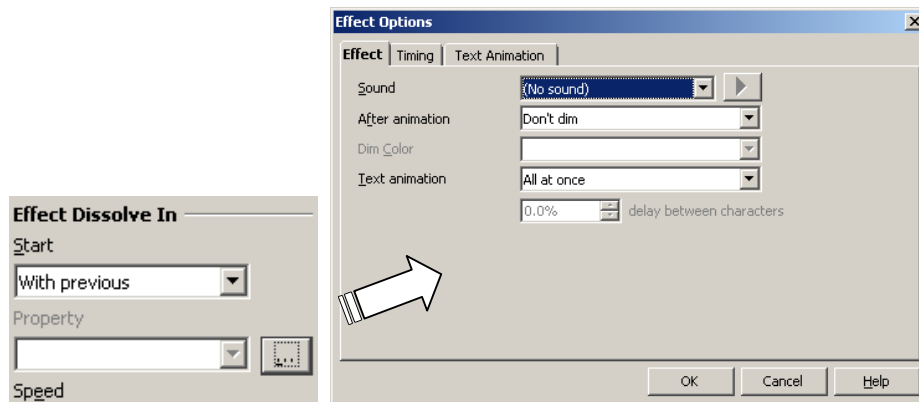 Effect Options
Effect Timing Text Animation
Sound (No sound)
After animation Don't dim
Dim Color
Text animation All at once
0.0% delay between characters
OK Cancel Help
Effect Dissolve In
Start
With previous
Property
...
Speed